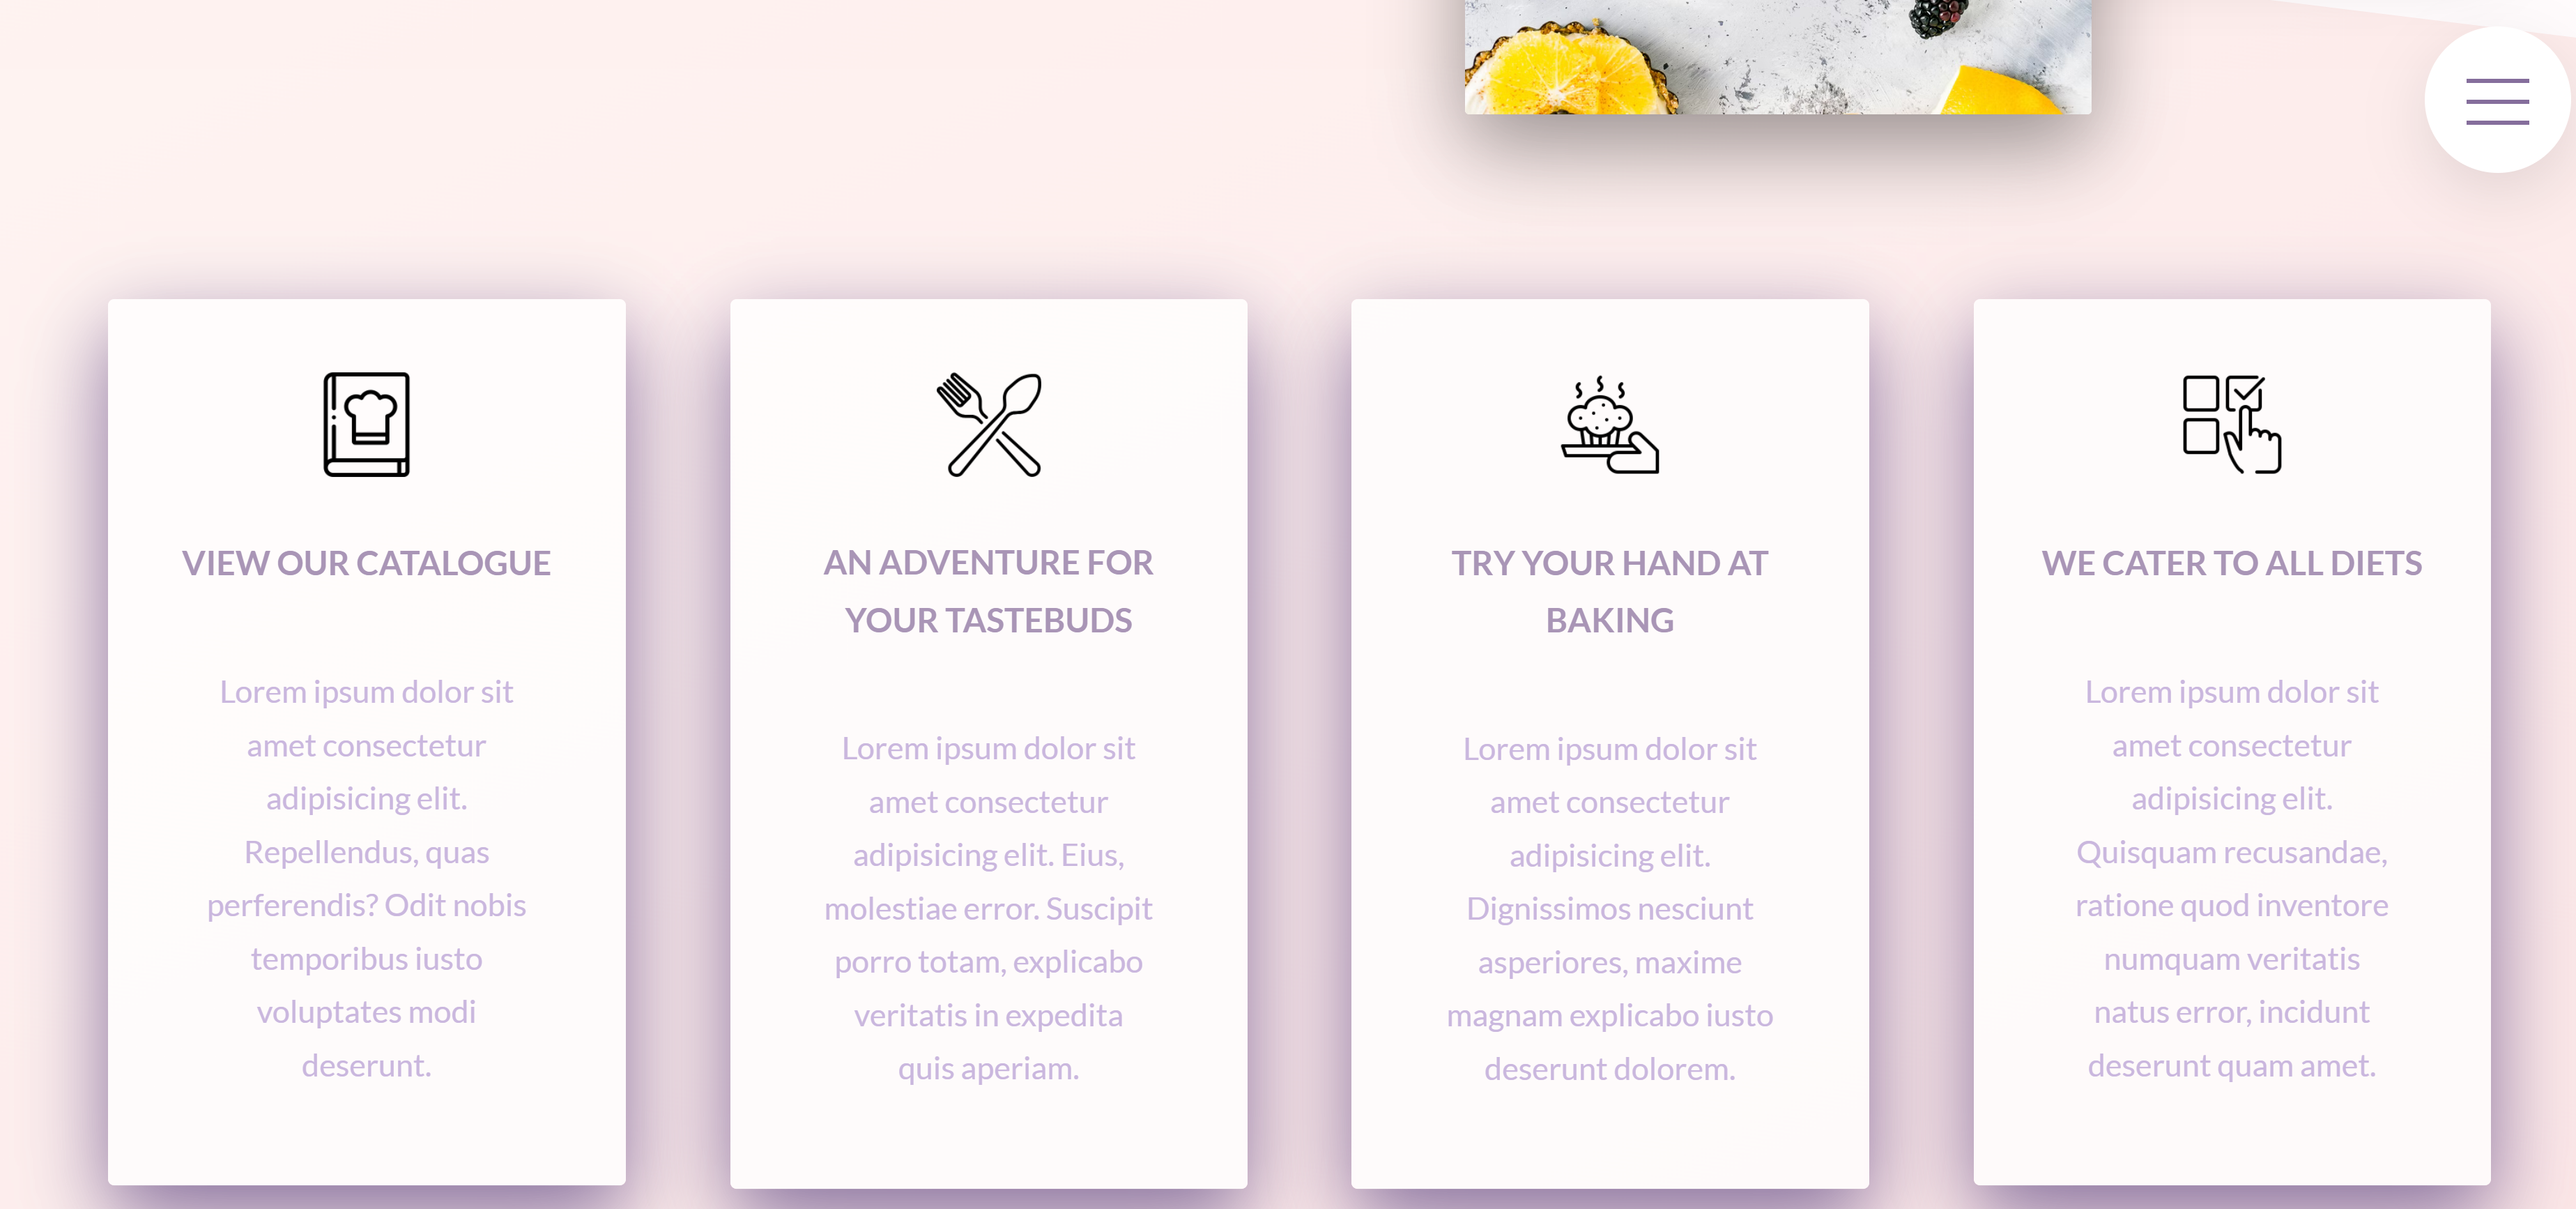 VIEW OUR CATALOGUE
Lorem ipsum dolor sit
amet consectetur
adipisicing elit.
Repellendus, quas
perferendis? Odit nobis
temporibus iusto
voluptates modi
deserunt.
AN ADVENTURE FOR
YOUR TASTEBUDS
Lorem ipsum dolor sit
amet consectetur
adipisicing elit. Eius,
molestiae error. Suscipit
porro totam, explicabo
veritatis in expedita
quis aperiam.
TRY YOUR HAND AT
BAKING
Lorem ipsum dolor sit
amet consectetur
adipisicing elit.
Dignissimos nesciunt
asperiores, maxime
magnam explicabo iusto
deserunt dolorem.
WE CATER TO ALL DIETS
Lorem ipsum dolor sit
amet consectetur
adipisicing elit.
Quisquam recusandae,
ratione quod inventore
numquam veritatis
natus error, incidunt
deserunt quam amet.